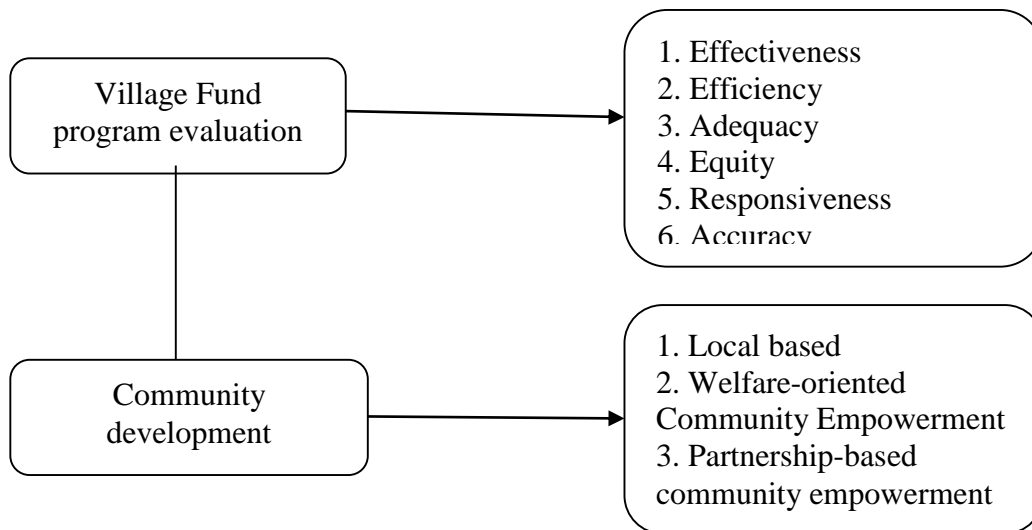 Village Fund
program evaluation
1. Effectiveness
2. Efficiency
3. Adequacy
4. Equity
5. Responsiveness
6. Accuracy
Community
development
1. Local based
2. Welfare-oriented
Community Empowerment
3. Partnership-based
community empowerment